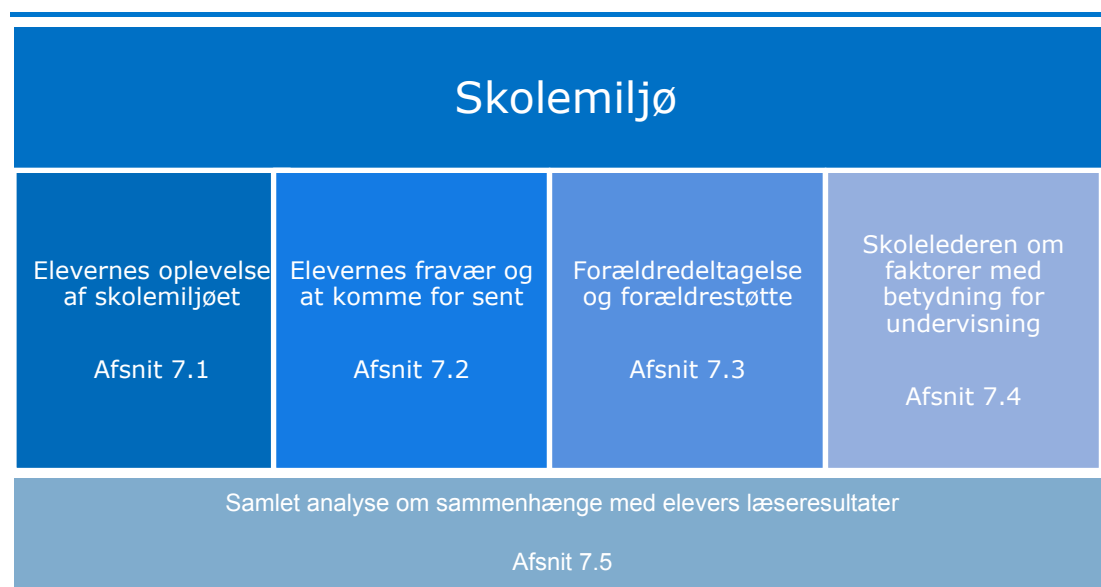 Skolemiljø
Elevernes oplevelse
af skolemiljøet
Afsnit 7.1
Elevernes fravær og
at komme for sent
Afsnit 7.2
Forældredeltagelse
og forældrestøtte
Afsnit 7.3
Skolelederen om
faktorer med
betydning for
undervisning
Afsnit 7.4
Samlet analyse om sammenhænge med elevers læseresultater
Afsnit 7.5